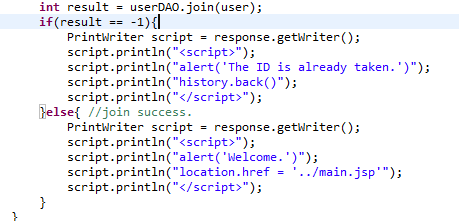 int result = userDAO.join(user);
if(result == -1){
PrintWriter script = response.getWriter();
script.println("<script>");
script.println("alert('The ID is already taken.')");
script.println("history.back()");
script.println("</script>");
}else{ //join success.
PrintWriter script = response.getWriter();
script.println("<script>");
script.println("alert('Welcome.')");
script.println("location.href = '../main.jsp'");
script.println("</script>");
}
}